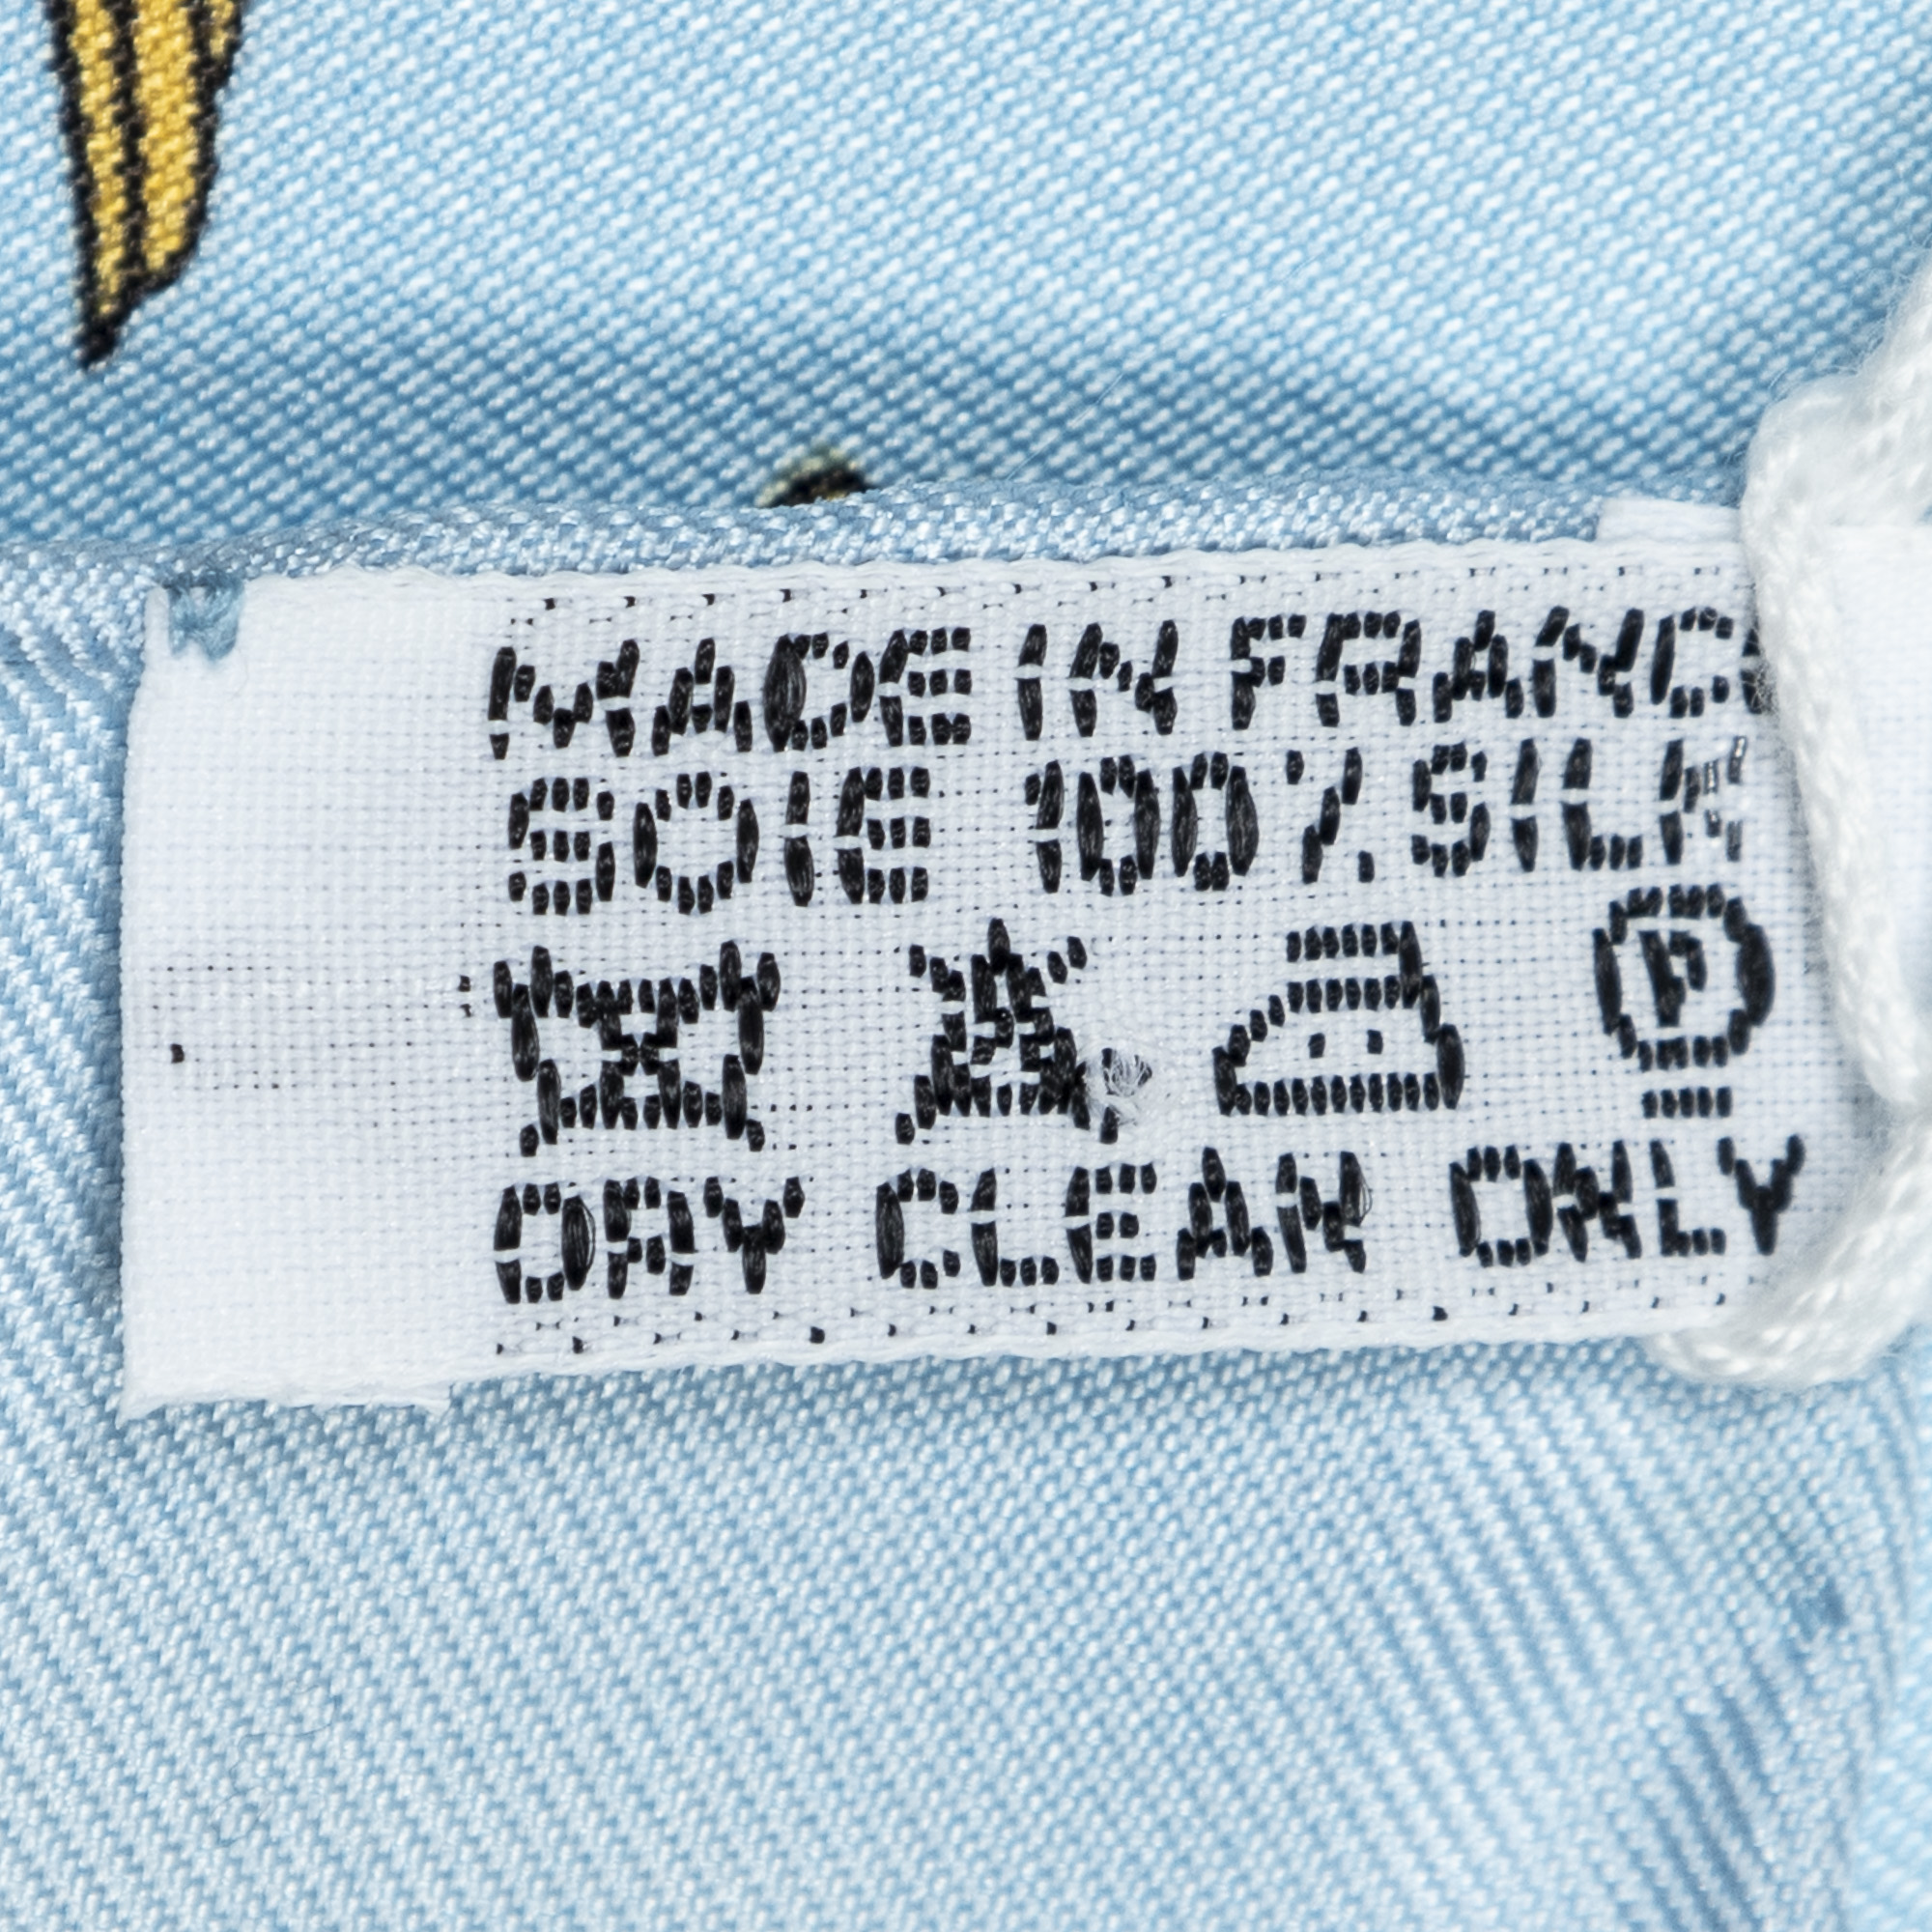 MADE IN FRANC
SOIE 100% SILK
P
DRY CLEAN ONLY